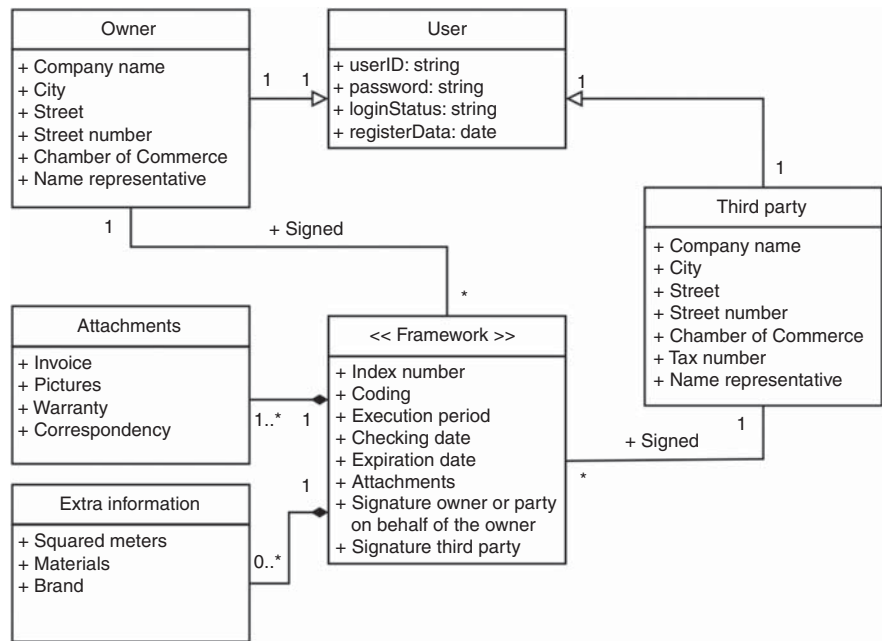 Owner
+ Company name
+ City
+ Street
+ Street number
+ Chamber of Commerce
+ Name representative
1
1
User
+ userID: string
+ password: string
+ loginStatus: string
+ registerData: date
1
1
Third party
+ Company name
+ City
+ Street
+ Street number
+ Chamber of Commerce
+ Tax number
+ Name representative
1
+ Signed
*
Attachments
+ Invoice
+ Pictures
+ Warranty
+ Correspondency
1..*
1
<< Framework >>
+ Index number
+ Coding
+ Execution period
+ Checking date
+ Expiration date
+ Attachments
+ Signature owner or party
on behalf of the owner
+ Signature third party
1
+ Signed
*
Extra information
+ Squared meters
+ Materials
+ Brand
1
0..*